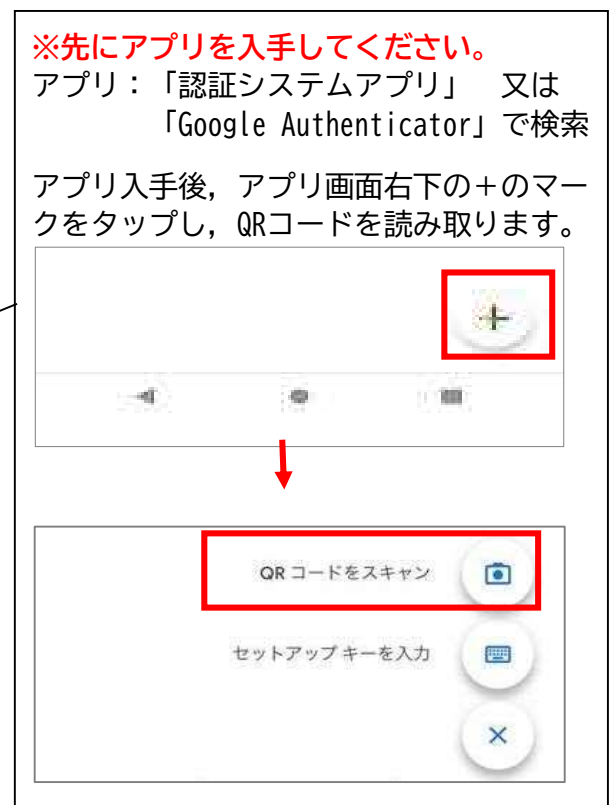 ※先にアプリを入手してください。
アプリ：「認証システムアプリ」　又は
「Google Authenticator」で検索
アプリ入手後，アプリ画面右下の＋のマー
クをタップし，QRコードを読み取ります。
QR コードをスキャン
セットアップ キーを入力